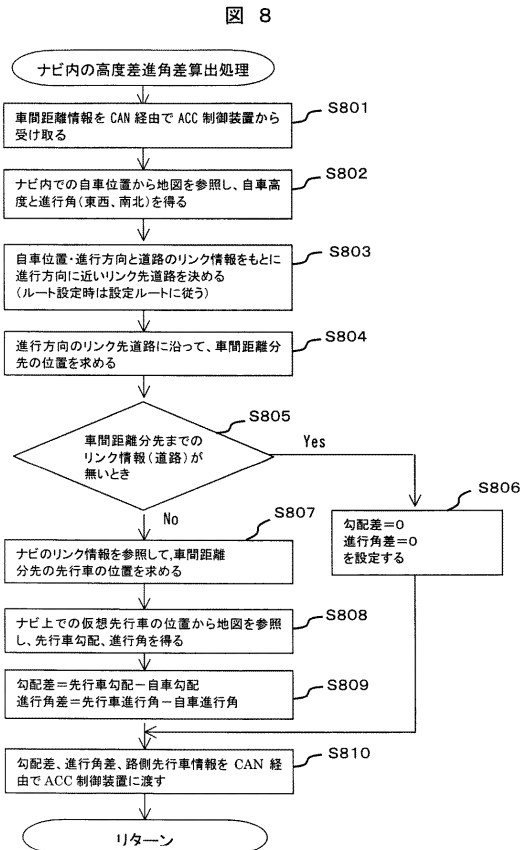 図 8
ナビ内の高度差進角差算出処理
S801
車間距離情報を CAN 経由で ACC 制御装置から
受け取る
S802
ナビ内での自車位置から地図を参照し、自車高
度と進行角(東西、南北)を得る
S803
自車位置・進行方向と道路のリンク情報をもとに
進行方向に近いリンク先道路を決める
(ルート設定時は設定ルートに従う)
S804
進行方向のリンク先道路に沿って、車間距離分
先の位置を求める
S805
車間距離分先までの
リンク情報(道路)が
無いとき
Yes
S806
勾配差=0
進行角差=0
を設定する
No
S807
ナビのリンク情報を参照して、車間距離
分先の先行車の位置を求める
S808
ナビ上での仮想先行車の位置から地図を参照
し、先行車勾配、進行角を得る
S809
勾配差=先行車勾配-自車勾配
進行角差=先行車進行角-自車進行角
S810
勾配差、進行角差、路側先行車情報を CAN 経
由で ACC 制御装置に渡す
リターン